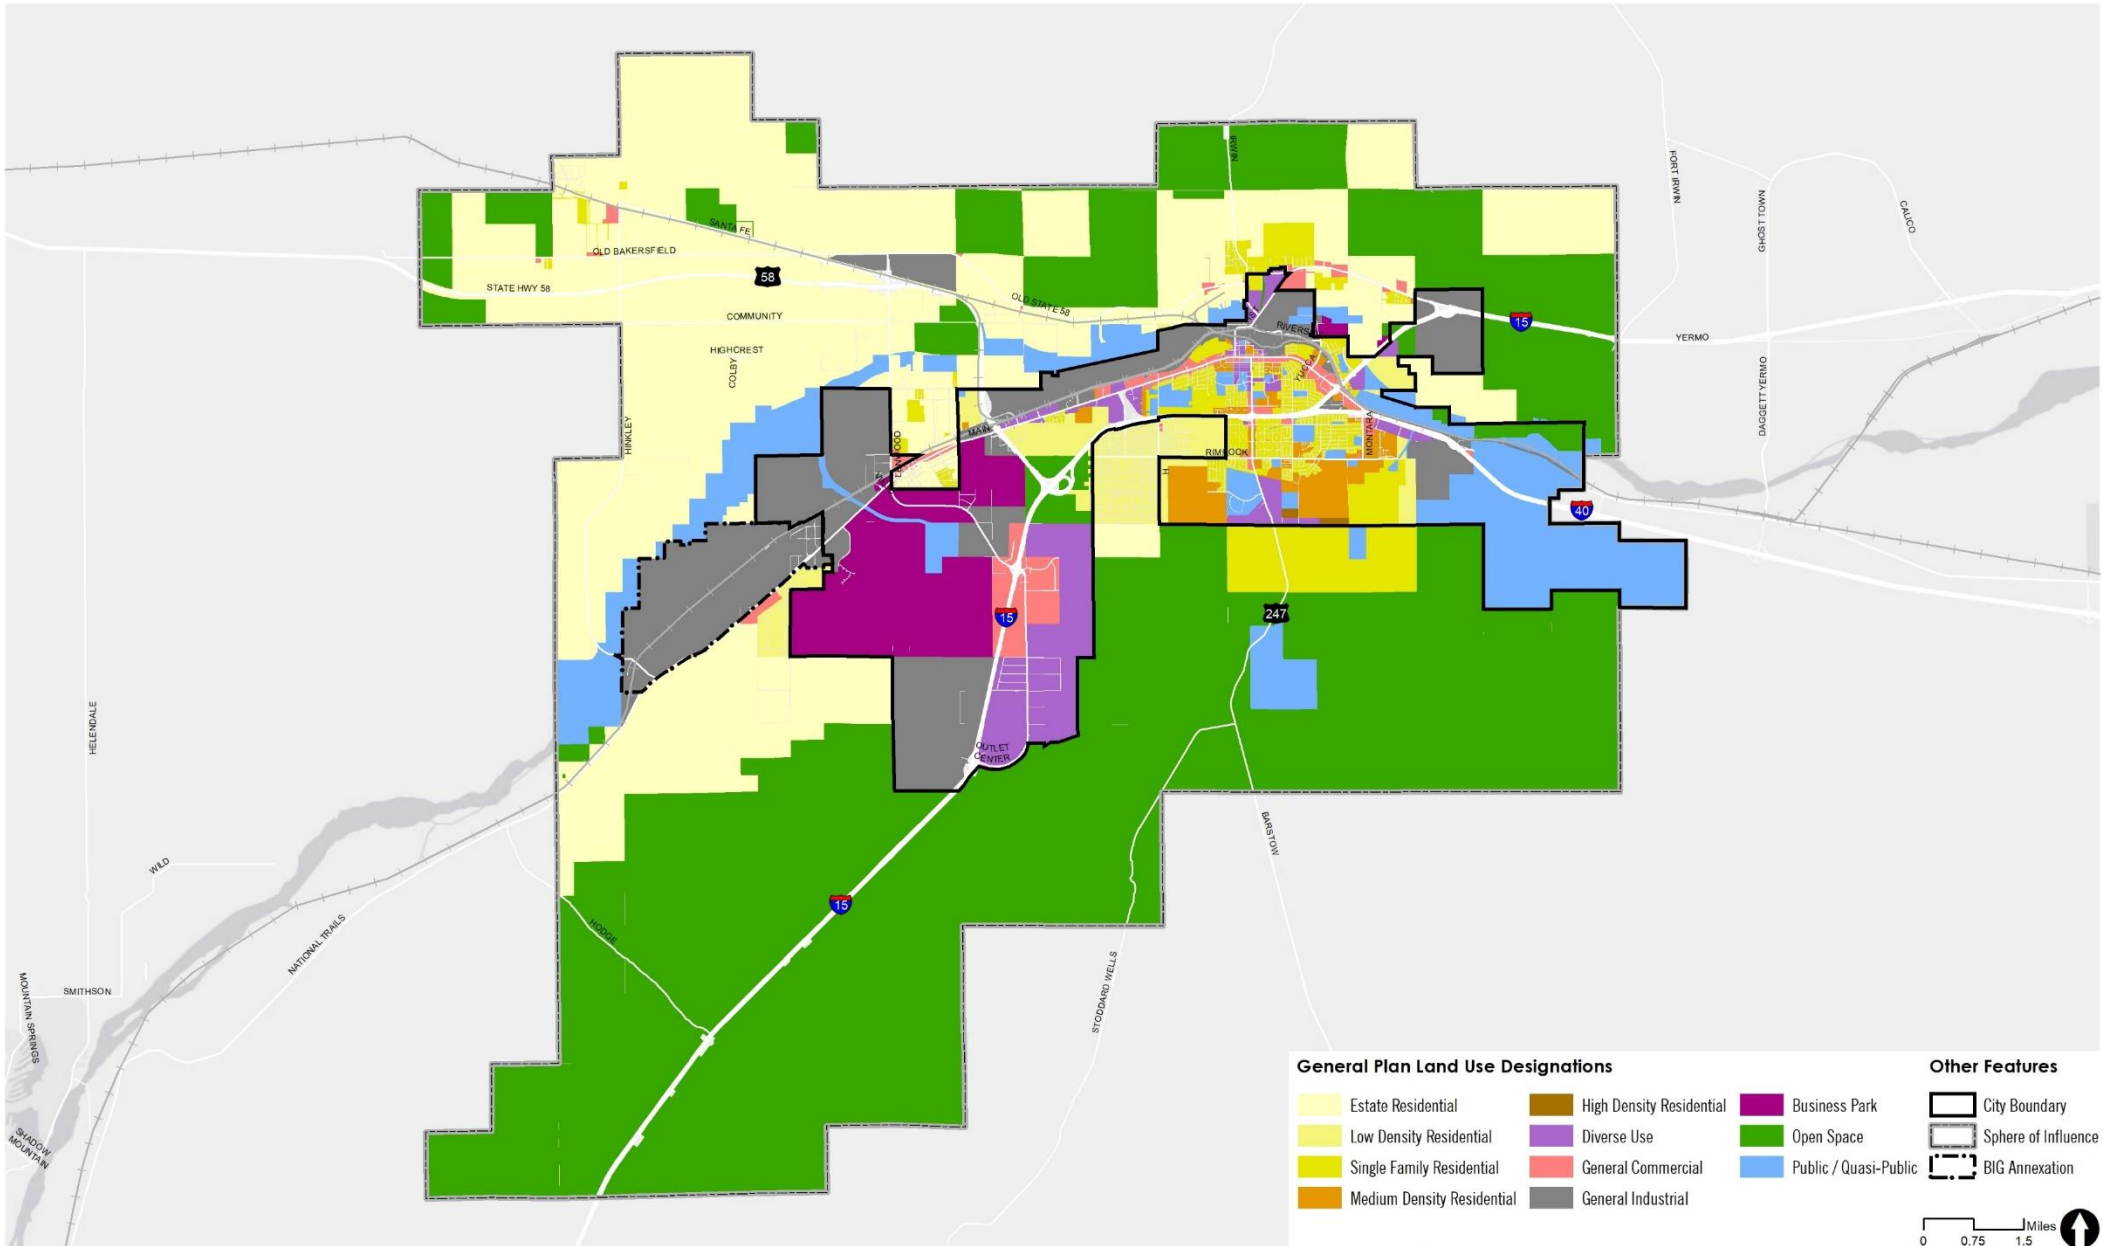 IRWIN
FORT IRWIN
GHOST TOWN
CALICO
SANTA FE
OLD BAKERSFIELD
58
STATE HWY 58
OLD STATE 58
COMMUNITY
HIGHCREST
COLBY
15
YERMO
YUCCA
DAGGETT YERMO
HINKLEY
LENWOOD
MAIN
RIMROCK
MONTARA
H
40
15
247
HELENDALE
OUTLET
CENTER
BARSTOW
WILD
15
HODGE
NATIONAL TRAILS
STODDARD WELLS
MOUNTAIN SPRINGS
SMITHSON
SHADOW
MOUNTAIN
General Plan Land Use Designations
Estate Residential
Low Density Residential
Single Family Residential
Medium Density Residential
High Density Residential
Diverse Use
General Commercial
General Industrial
Business Park
Open Space
Public / Quasi-Public
Other Features
City Boundary
Sphere of Influence
BIG Annexation
Miles
0 0.75 1.5